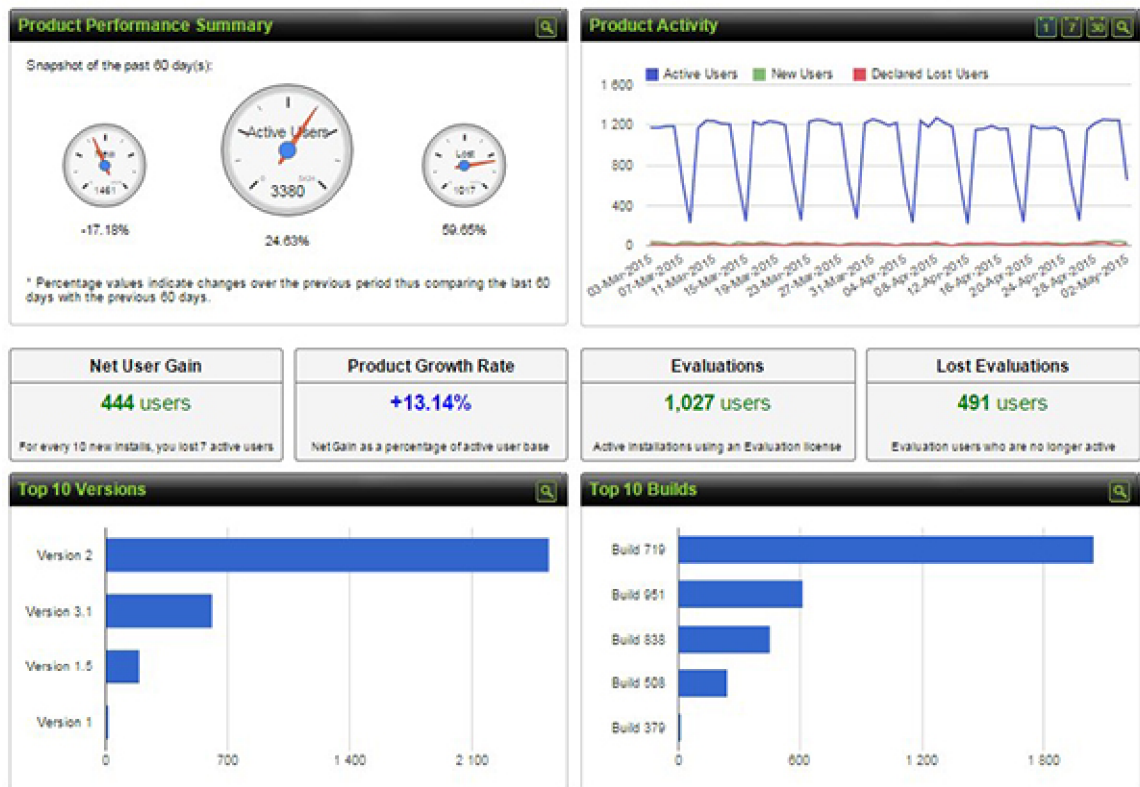 Product Performance Summary
Snapshot of the past 60 day(s):
New
1461
-17.18%
Active Users
0 5424
3380
24.63%
Lost
1017
59.65%
* Percentage values indicate changes over the previous period thus comparing the last 60
days with the previous 60 days.
Product Activity
1 7 30
Active Users New Users Declared Lost Users
1 600
1 200
800
400
0
03-Mar-2015
07-Mar-2015
11-Mar-2015
15-Mar-2015
19-Mar-2015
23-Mar-2015
27-Mar-2015
31-Mar-2015
04-Apr-2015
08-Apr-2015
12-Apr-2015
16-Apr-2015
20-Apr-2015
24-Apr-2015
28-Apr-2015
02-May-2015
Net User Gain
444 users
For every 10 new installs, you lost 7 active users
Product Growth Rate
+13.14%
Net Gain as a percentage of active user base
Evaluations
1,027 users
Active Installations using an Evaluation license
Lost Evaluations
491 users
Evaluation users who are no longer active
Top 10 Versions
Version 2
Version 3.1
Version 1.5
Version 1
0 700 1 400 2 100
Top 10 Builds
Build 719
Build 951
Build 838
Build 508
Build 379
0 600 1 200 1 800